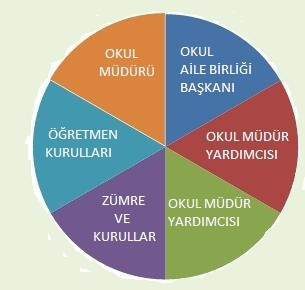 OKUL
MÜDÜRÜ
OKUL
AİLE BİRLİĞİ
BAŞKANI
ÖĞRETMEN
KURULLARI
OKUL MÜDÜR
YARDIMCISI
ZÜMRE
VE
KURULLAR
OKUL MÜDÜR
YARDIMCISI